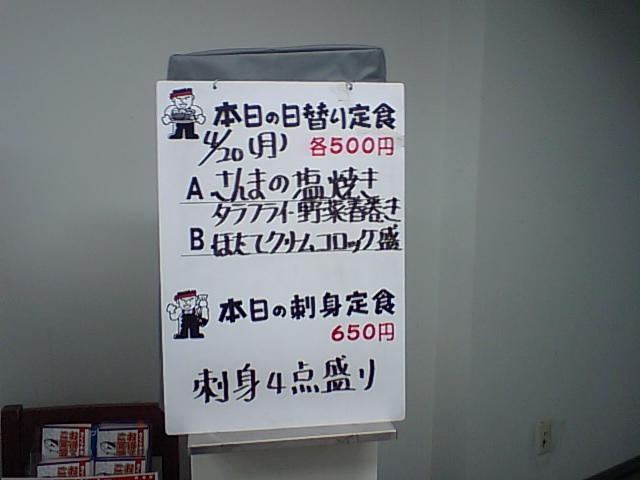 本日の日替り定食
4/20(月) 各500円
A さんまの塩焼き
タラフライ・野菜春巻き
B ほたてクリームコロッケ盛
本日の刺身定食
650円
刺身4点盛り